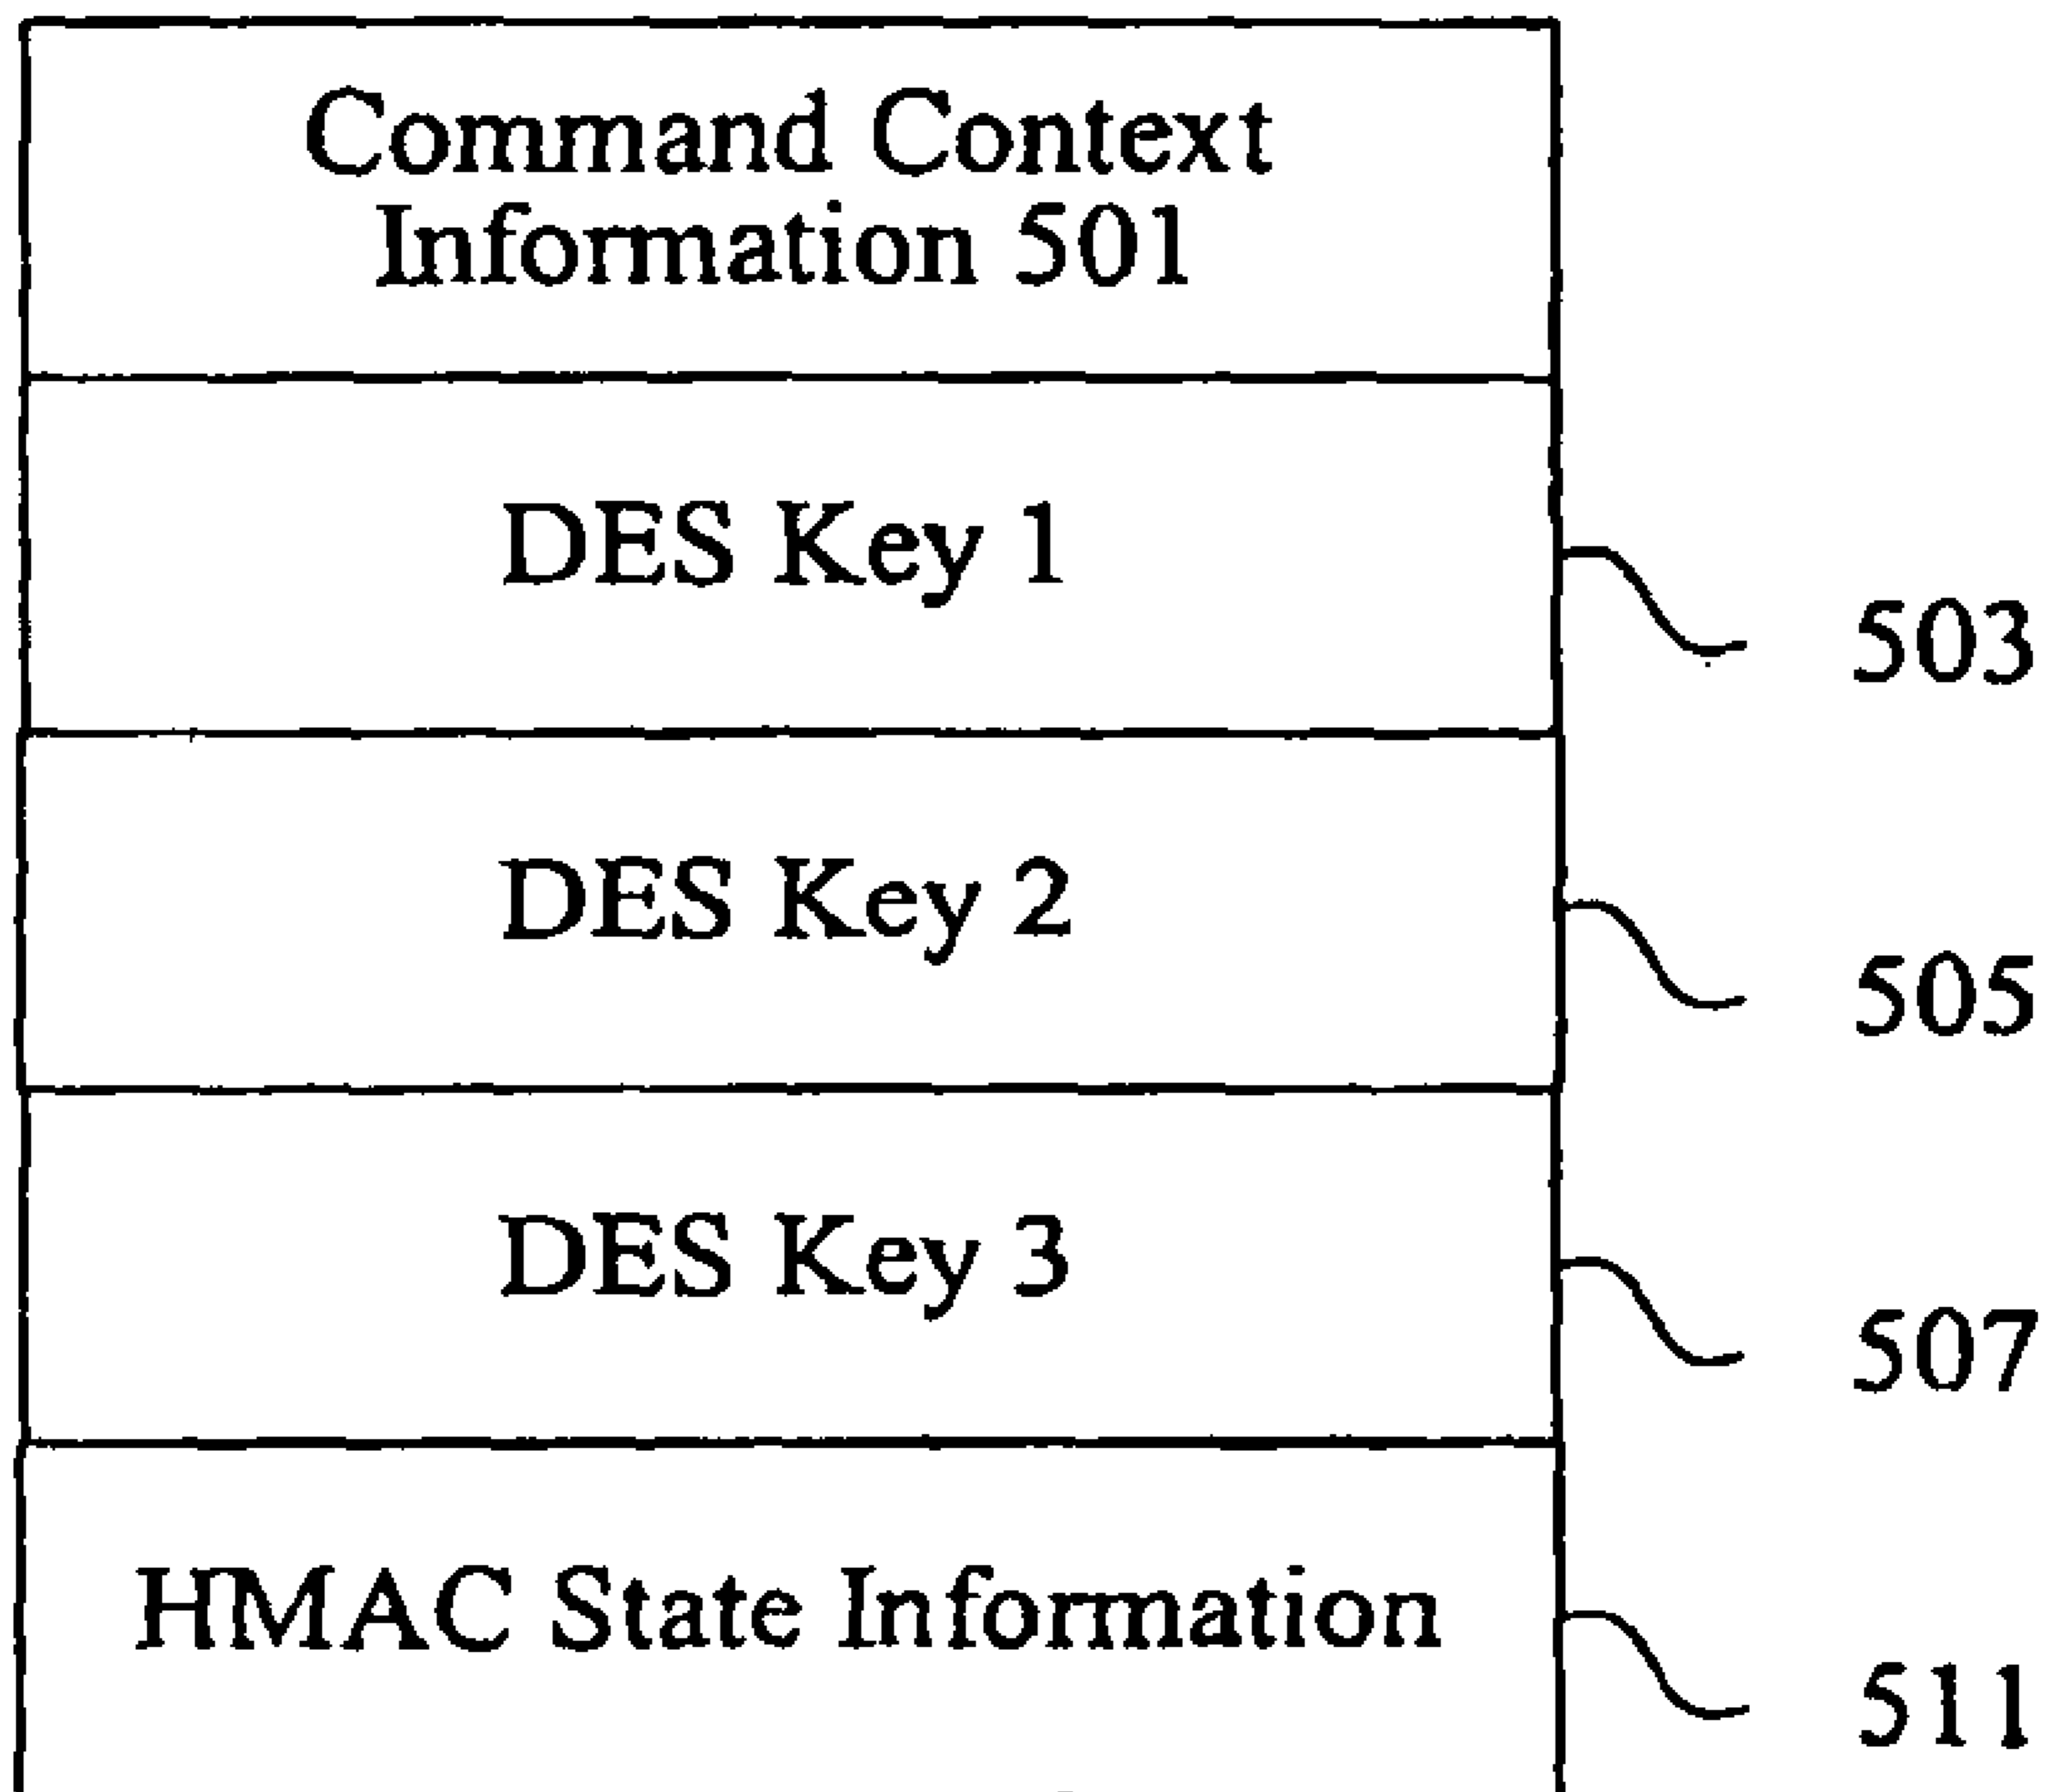 Command Context
Information 501
DES Key 1
503
DES Key 2
505
DES Key 3
507
HMAC State Information
511